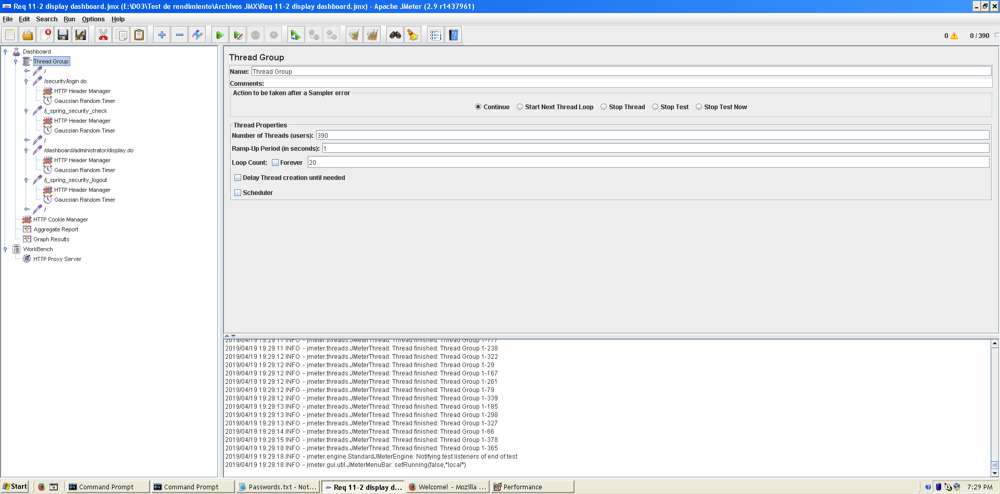 Req 11-2 display dashboard.jmx (E:\D03\Test de rendimiento\Archivos JMX\Req 11-2 display dashboard.jmx) - Apache JMeter (2.9 r1437961)
File Edit Search Run Options Help
0 0 / 390
Dashboard
Thread Group
/
/security/login.do
HTTP Header Manager
Gaussian Random Timer
/j_spring_security_check
HTTP Header Manager
Gaussian Random Timer
/
/dashboard/administrator/display.do
HTTP Header Manager
Gaussian Random Timer
/j_spring_security_logout
HTTP Header Manager
Gaussian Random Timer
/
HTTP Cookie Manager
Aggregate Report
Graph Results
WorkBench
HTTP Proxy Server
Thread Group
Name: Thread Group
Comments:
Action to be taken after a Sampler error
Continue Start Next Thread Loop Stop Thread Stop Test Stop Test Now
Thread Properties
Number of Threads (users): 390
Ramp-Up Period (in seconds): 1
Loop Count: Forever 20
Delay Thread creation until needed
Scheduler
2019/04/19 19:29:11 INFO - jmeter.threads.JMeterThread: Thread finished: Thread Group 1-177
2019/04/19 19:29:11 INFO - jmeter.threads.JMeterThread: Thread finished: Thread Group 1-238
2019/04/19 19:29:12 INFO - jmeter.threads.JMeterThread: Thread finished: Thread Group 1-322
2019/04/19 19:29:12 INFO - jmeter.threads.JMeterThread: Thread finished: Thread Group 1-29
2019/04/19 19:29:12 INFO - jmeter.threads.JMeterThread: Thread finished: Thread Group 1-167
2019/04/19 19:29:12 INFO - jmeter.threads.JMeterThread: Thread finished: Thread Group 1-261
2019/04/19 19:29:12 INFO - jmeter.threads.JMeterThread: Thread finished: Thread Group 1-79
2019/04/19 19:29:12 INFO - jmeter.threads.JMeterThread: Thread finished: Thread Group 1-339
2019/04/19 19:29:13 INFO - jmeter.threads.JMeterThread: Thread finished: Thread Group 1-185
2019/04/19 19:29:13 INFO - jmeter.threads.JMeterThread: Thread finished: Thread Group 1-298
2019/04/19 19:29:13 INFO - jmeter.threads.JMeterThread: Thread finished: Thread Group 1-327
2019/04/19 19:29:14 INFO - jmeter.threads.JMeterThread: Thread finished: Thread Group 1-66
2019/04/19 19:29:15 INFO - jmeter.threads.JMeterThread: Thread finished: Thread Group 1-378
2019/04/19 19:29:18 INFO - jmeter.threads.JMeterThread: Thread finished: Thread Group 1-365
2019/04/19 19:29:18 INFO - jmeter.engine.StandardJMeterEngine: Notifying test listeners of end of test
2019/04/19 19:29:18 INFO - jmeter.gui.util.JMeterMenuBar: setRunning(false,*local*)
Start Command Prompt Command Prompt Passwords.txt - Not... Req 11-2 display d... Welcome! - Mozilla ... Performance 7:29 PM